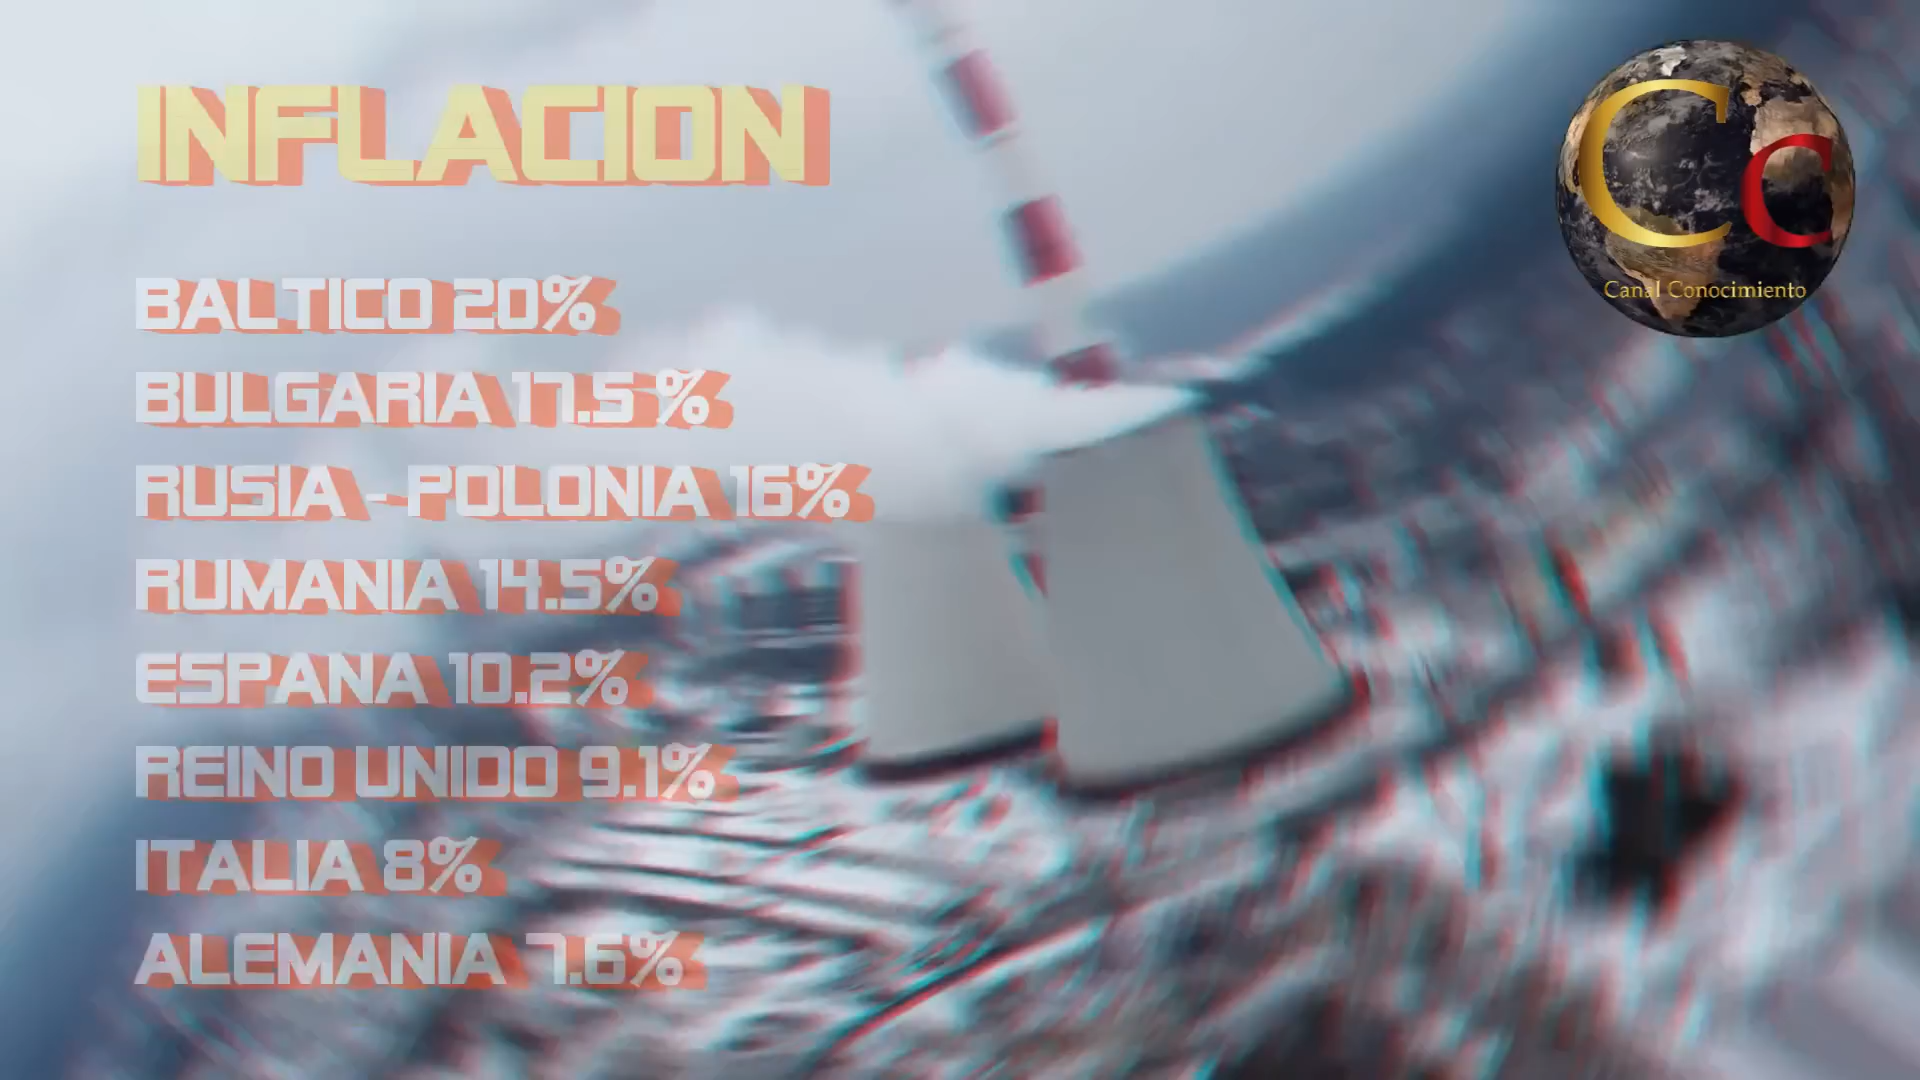 INFLACION
BALTICO 20%
BULGARIA 17.5 %
RUSIA - POLONIA 16%
RUMANIA 14.5%
ESPANA 10.2%
REINO UNIDO 9.1%
ITALIA 8%
ALEMANIA 7.6%
Cc
Canal Conocimiento